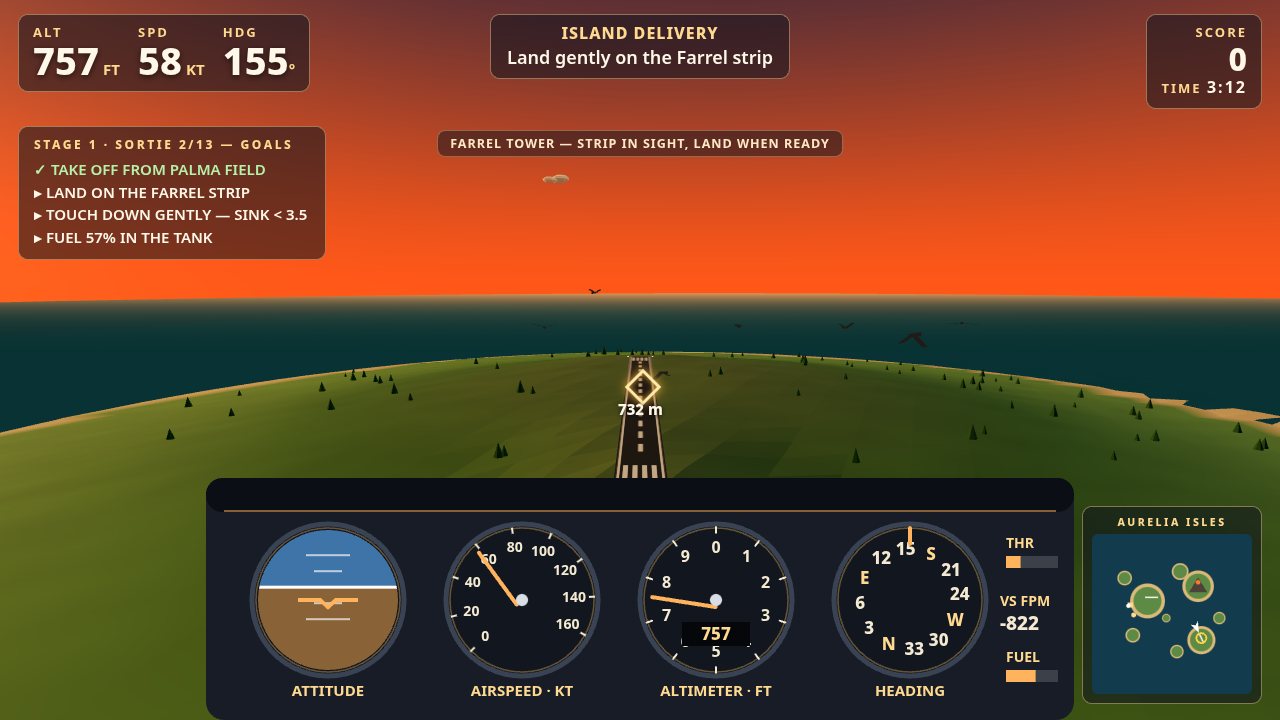 ALT SPD HDG
757 FT 58 KT 155°
ISLAND DELIVERY
Land gently on the Farrel strip
SCORE
0
TIME 3:12
STAGE 1 · SORTIE 2/13 — GOALS
✓ TAKE OFF FROM PALMA FIELD
▸ LAND ON THE FARREL STRIP
▸ TOUCH DOWN GENTLY — SINK < 3.5
▸ FUEL 57% IN THE TANK
FARREL TOWER — STRIP IN SIGHT, LAND WHEN READY
732 m
ATTITUDE
0 20 40 60 80 100 120 140 160
AIRSPEED · KT
0 1 2 3 5 7 8 9
757
ALTIMETER · FT
N 3 6 E 12 15 S 21 24 W 30 33
HEADING
THR
VS FPM
-822
FUEL
AURELIA ISLES